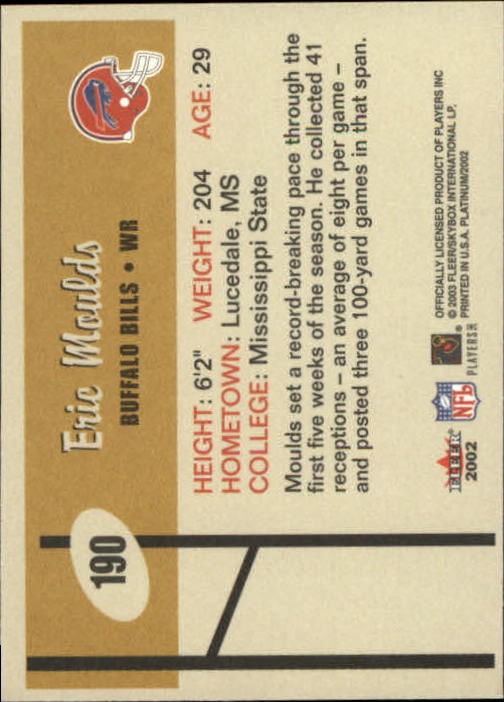 190
Eric Moulds
BUFFALO BILLS • WR
HEIGHT: 6'2" WEIGHT: 204 AGE: 29
HOMETOWN: Lucedale, MS
COLLEGE: Mississippi State
Moulds set a record-breaking pace through the
first five weeks of the season. He collected 41
receptions – an average of eight per game –
and posted three 100-yard games in that span.
FLEER
2002
NFL
PLAYERS INC
OFFICIALLY LICENSED PRODUCT OF PLAYERS INC
© 2003 FLEER/SKYBOX INTERNATIONAL LP.
PRINTED IN U.S.A. PLATINUM/2002